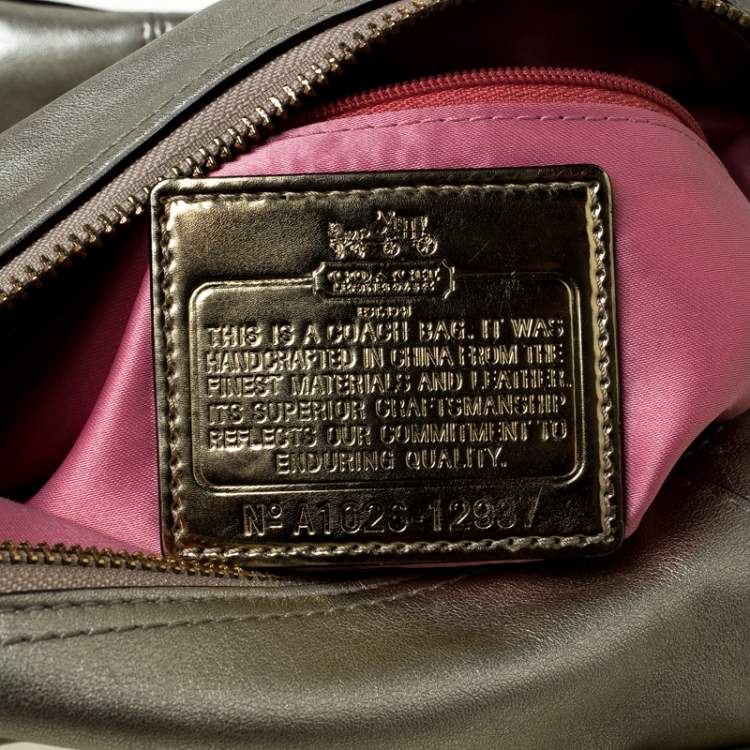 THIS IS A COACH BAG. IT WAS
HANDCRAFTED IN CHINA FROM THE
FINEST MATERIALS AND LEATHER.
ITS SUPERIOR CRAFTSMANSHIP
REFLECTS OUR COMMITMENT TO
ENDURING QUALITY.
Nº A1026-12937